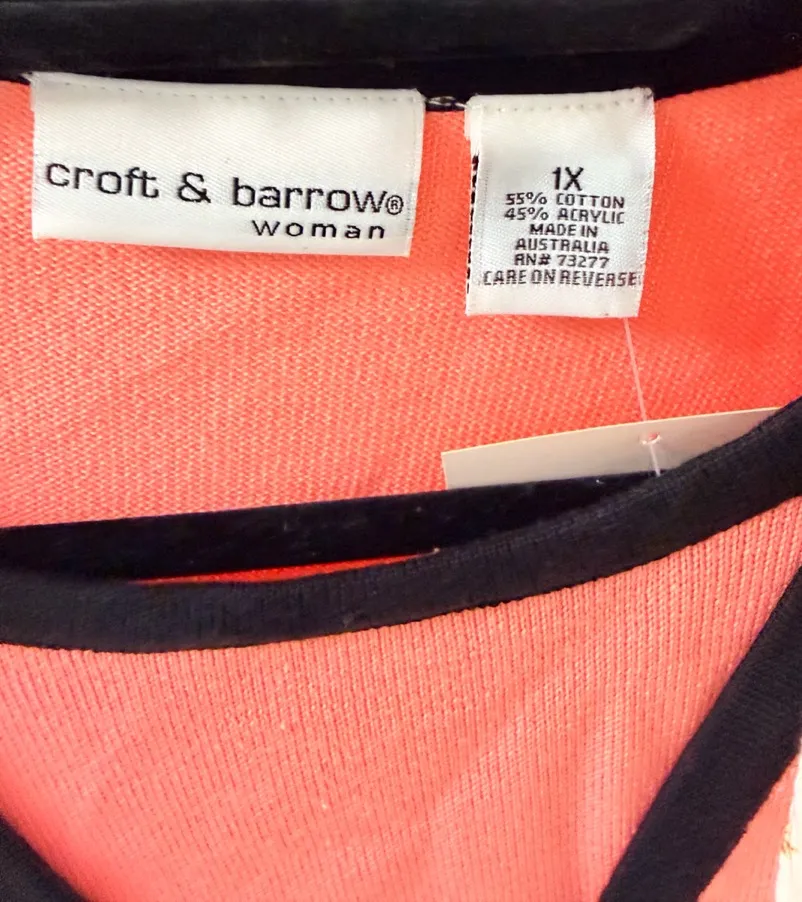 croft & barrow®
woman
1X
55% COTTON
45% ACRYLIC
MADE IN
AUSTRALIA
RN# 73277
CARE ON REVERSE